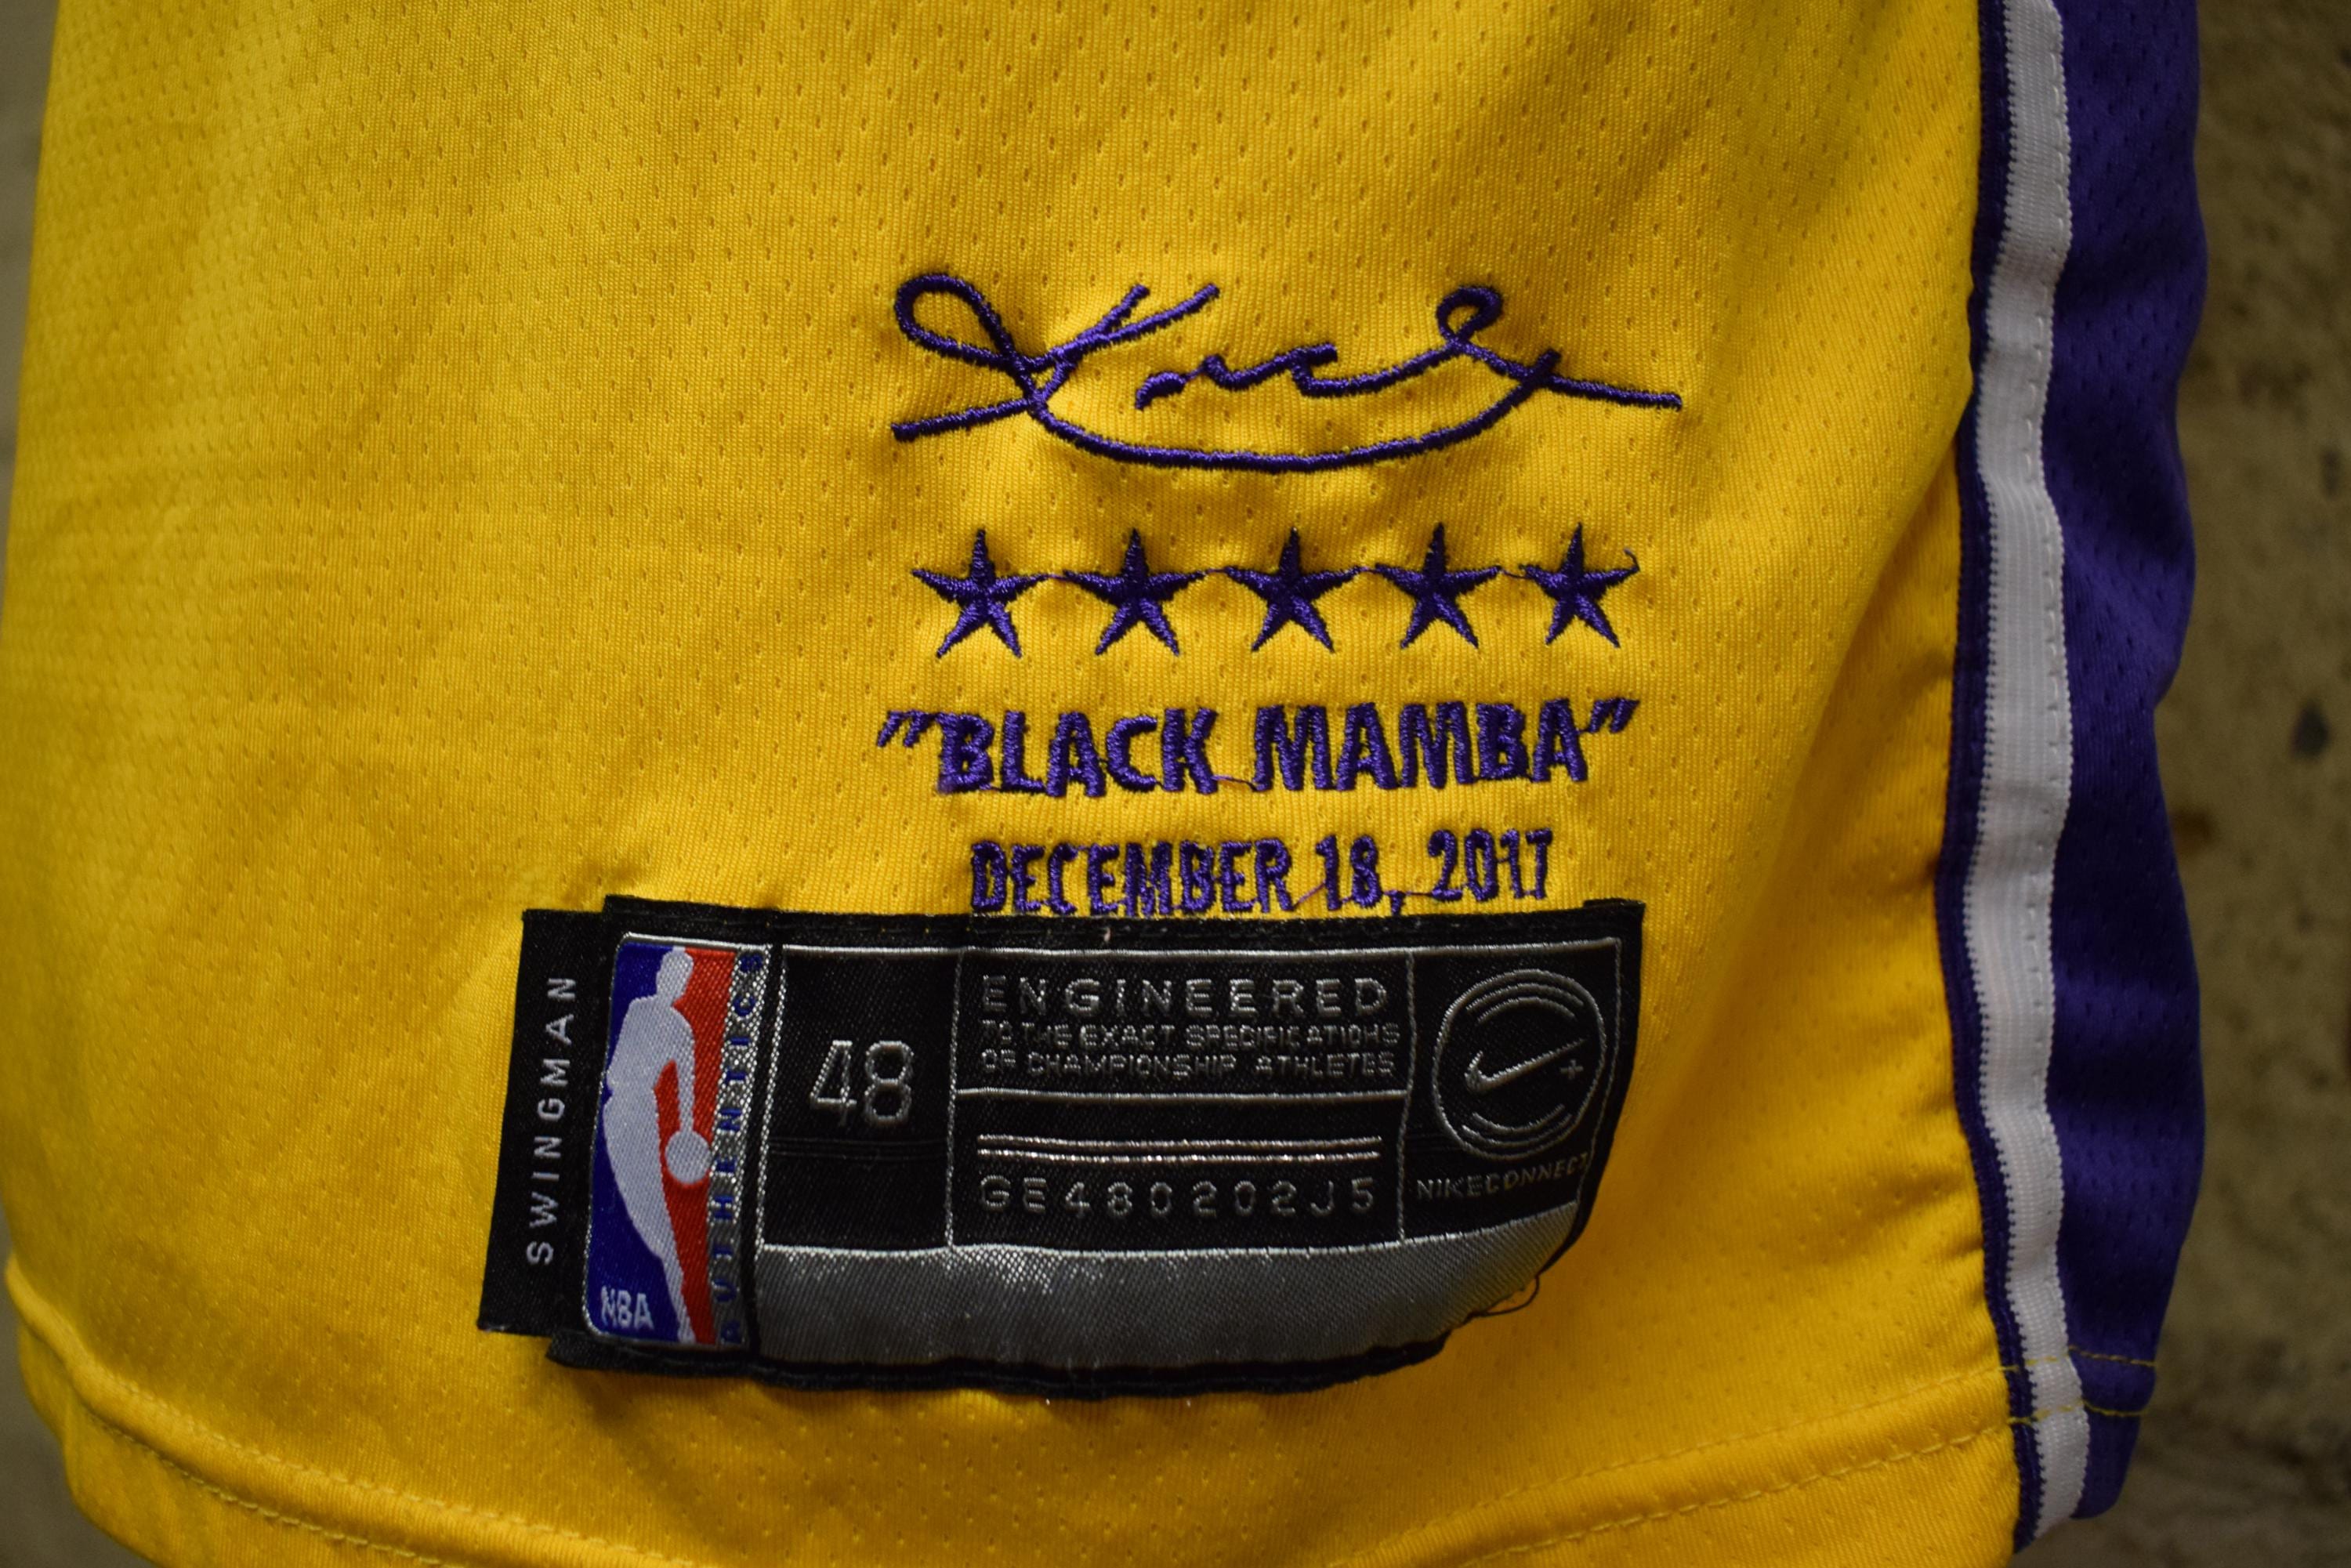 Kobe
"BLACK MAMBA"
DECEMBER 18, 2017
SWINGMAN
NBA
AUTHENTICS
48
ENGINEERED
TO THE EXACT SPECIFICATIONS
OF CHAMPIONSHIP ATHLETES
GE480202J5
NIKECONNECT